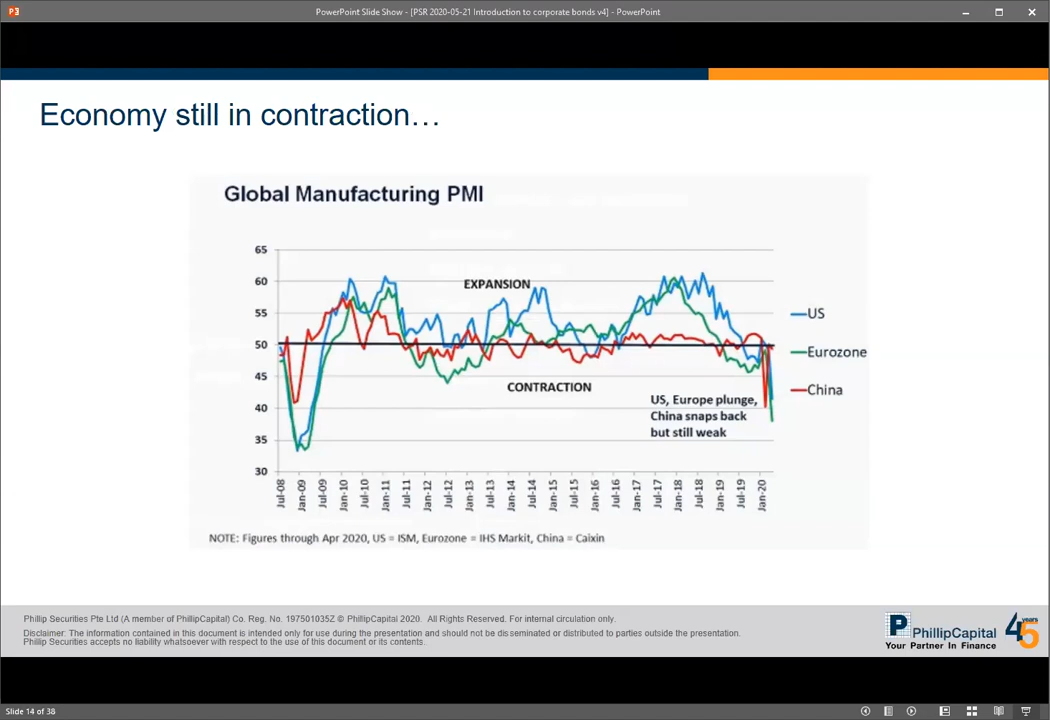 PowerPoint Slide Show - [PSR 2020-05-21 Introduction to corporate bonds v4] - PowerPoint
Economy still in contraction…
Global Manufacturing PMI
65
60
55
50
45
40
35
30
EXPANSION
CONTRACTION
US, Europe plunge,
China snaps back
but still weak
US
Eurozone
China
Jul-08
Jan-09
Jul-09
Jan-10
Jul-10
Jan-11
Jul-11
Jan-12
Jul-12
Jan-13
Jul-13
Jan-14
Jul-14
Jan-15
Jul-15
Jan-16
Jul-16
Jan-17
Jul-17
Jan-18
Jul-18
Jan-19
Jul-19
Jan-20
NOTE: Figures through Apr 2020, US = ISM, Eurozone = IHS Markit, China = Caixin
Phillip Securities Pte Ltd (A member of PhillipCapital) Co. Reg. No. 197501035Z © PhillipCapital 2020. All Rights Reserved. For internal circulation only.
Disclaimer: The information contained in this document is intended only for use during the presentation and should not be disseminated or distributed to parties outside the presentation.
Phillip Securities accepts no liability whatsoever with respect to the use of this document or its contents.
P PhillipCapital
Your Partner In Finance
45 years
Slide 14 of 38